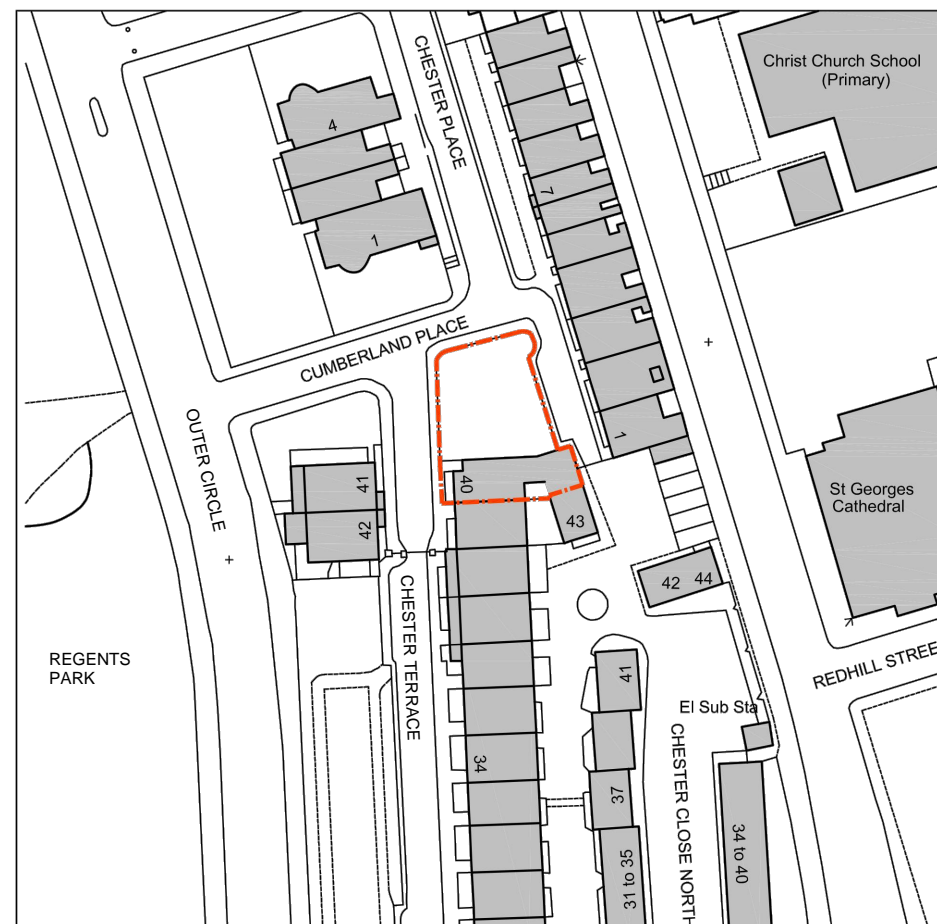 CHESTER PLACE
Christ Church School
(Primary)
4
7
1
CUMBERLAND PLACE
1
OUTER CIRCLE
41
42
40
43
St Georges
Cathedral
42 44
CHESTER TERRACE
REGENTS
PARK
41
REDHILL STREE
El Sub Sta
34
37
CHESTER CLOSE NORTH
31 to 35
34 to 40